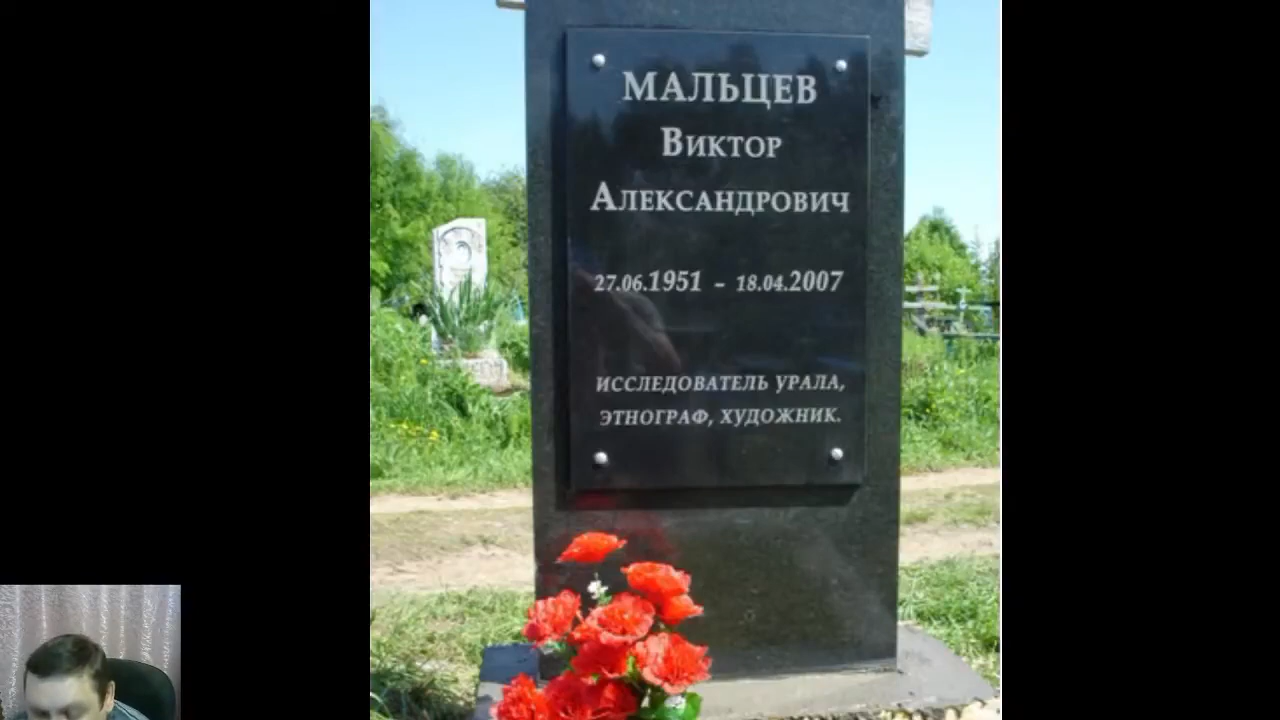 МАЛЬЦЕВ
Виктор
Александрович
27.06.1951 – 18.04.2007
ИССЛЕДОВАТЕЛЬ УРАЛА,
ЭТНОГРАФ, ХУДОЖНИК.